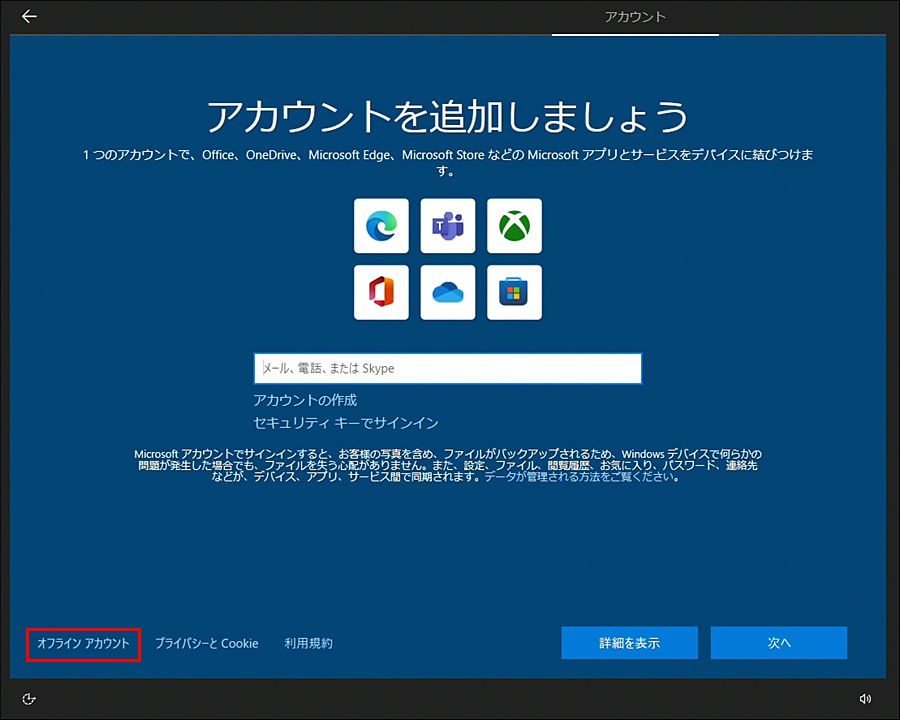 アカウント
アカウントを追加しましょう
1 つのアカウントで、Office、OneDrive、Microsoft Edge、Microsoft Store などの Microsoft アプリとサービスをデバイスに結びつけま
す。
メール、電話、または Skype
アカウントの作成
セキュリティ キーでサインイン
Microsoft アカウントでサインインすると、お客様の写真を含め、ファイルがバックアップされるため、Windows デバイスで何らかの
問題が発生した場合でも、ファイルを失う心配がありません。また、設定、ファイル、閲覧履歴、お気に入り、パスワード、連絡先
などが、デバイス、アプリ、サービス間で同期されます。データが管理される方法をご覧ください。
オフライン アカウント プライバシーと Cookie 利用規約 詳細を表示 次へ